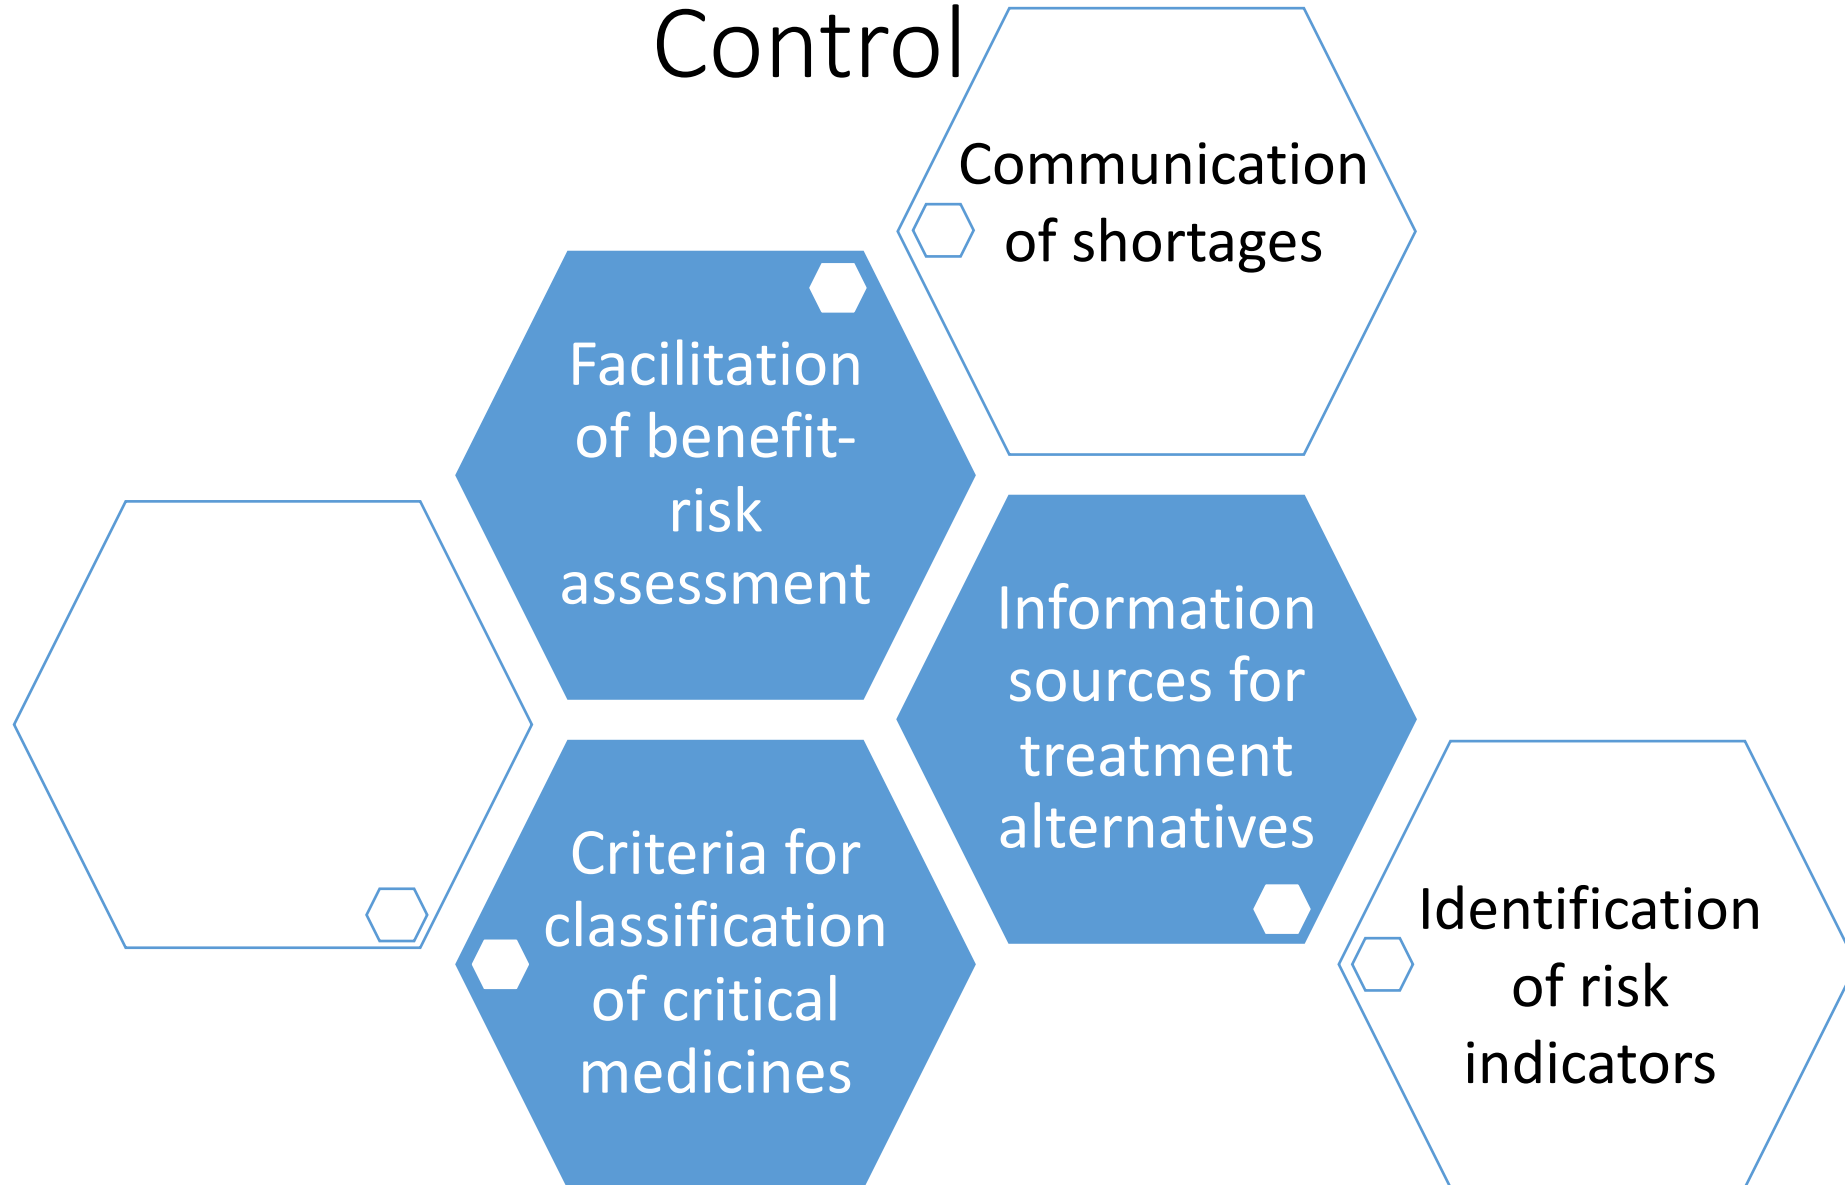 Control
Communication
of shortages
Facilitation
of benefit-
risk
assessment
Information
sources for
treatment
alternatives
Criteria for
classification
of critical
medicines
Identification
of risk
indicators